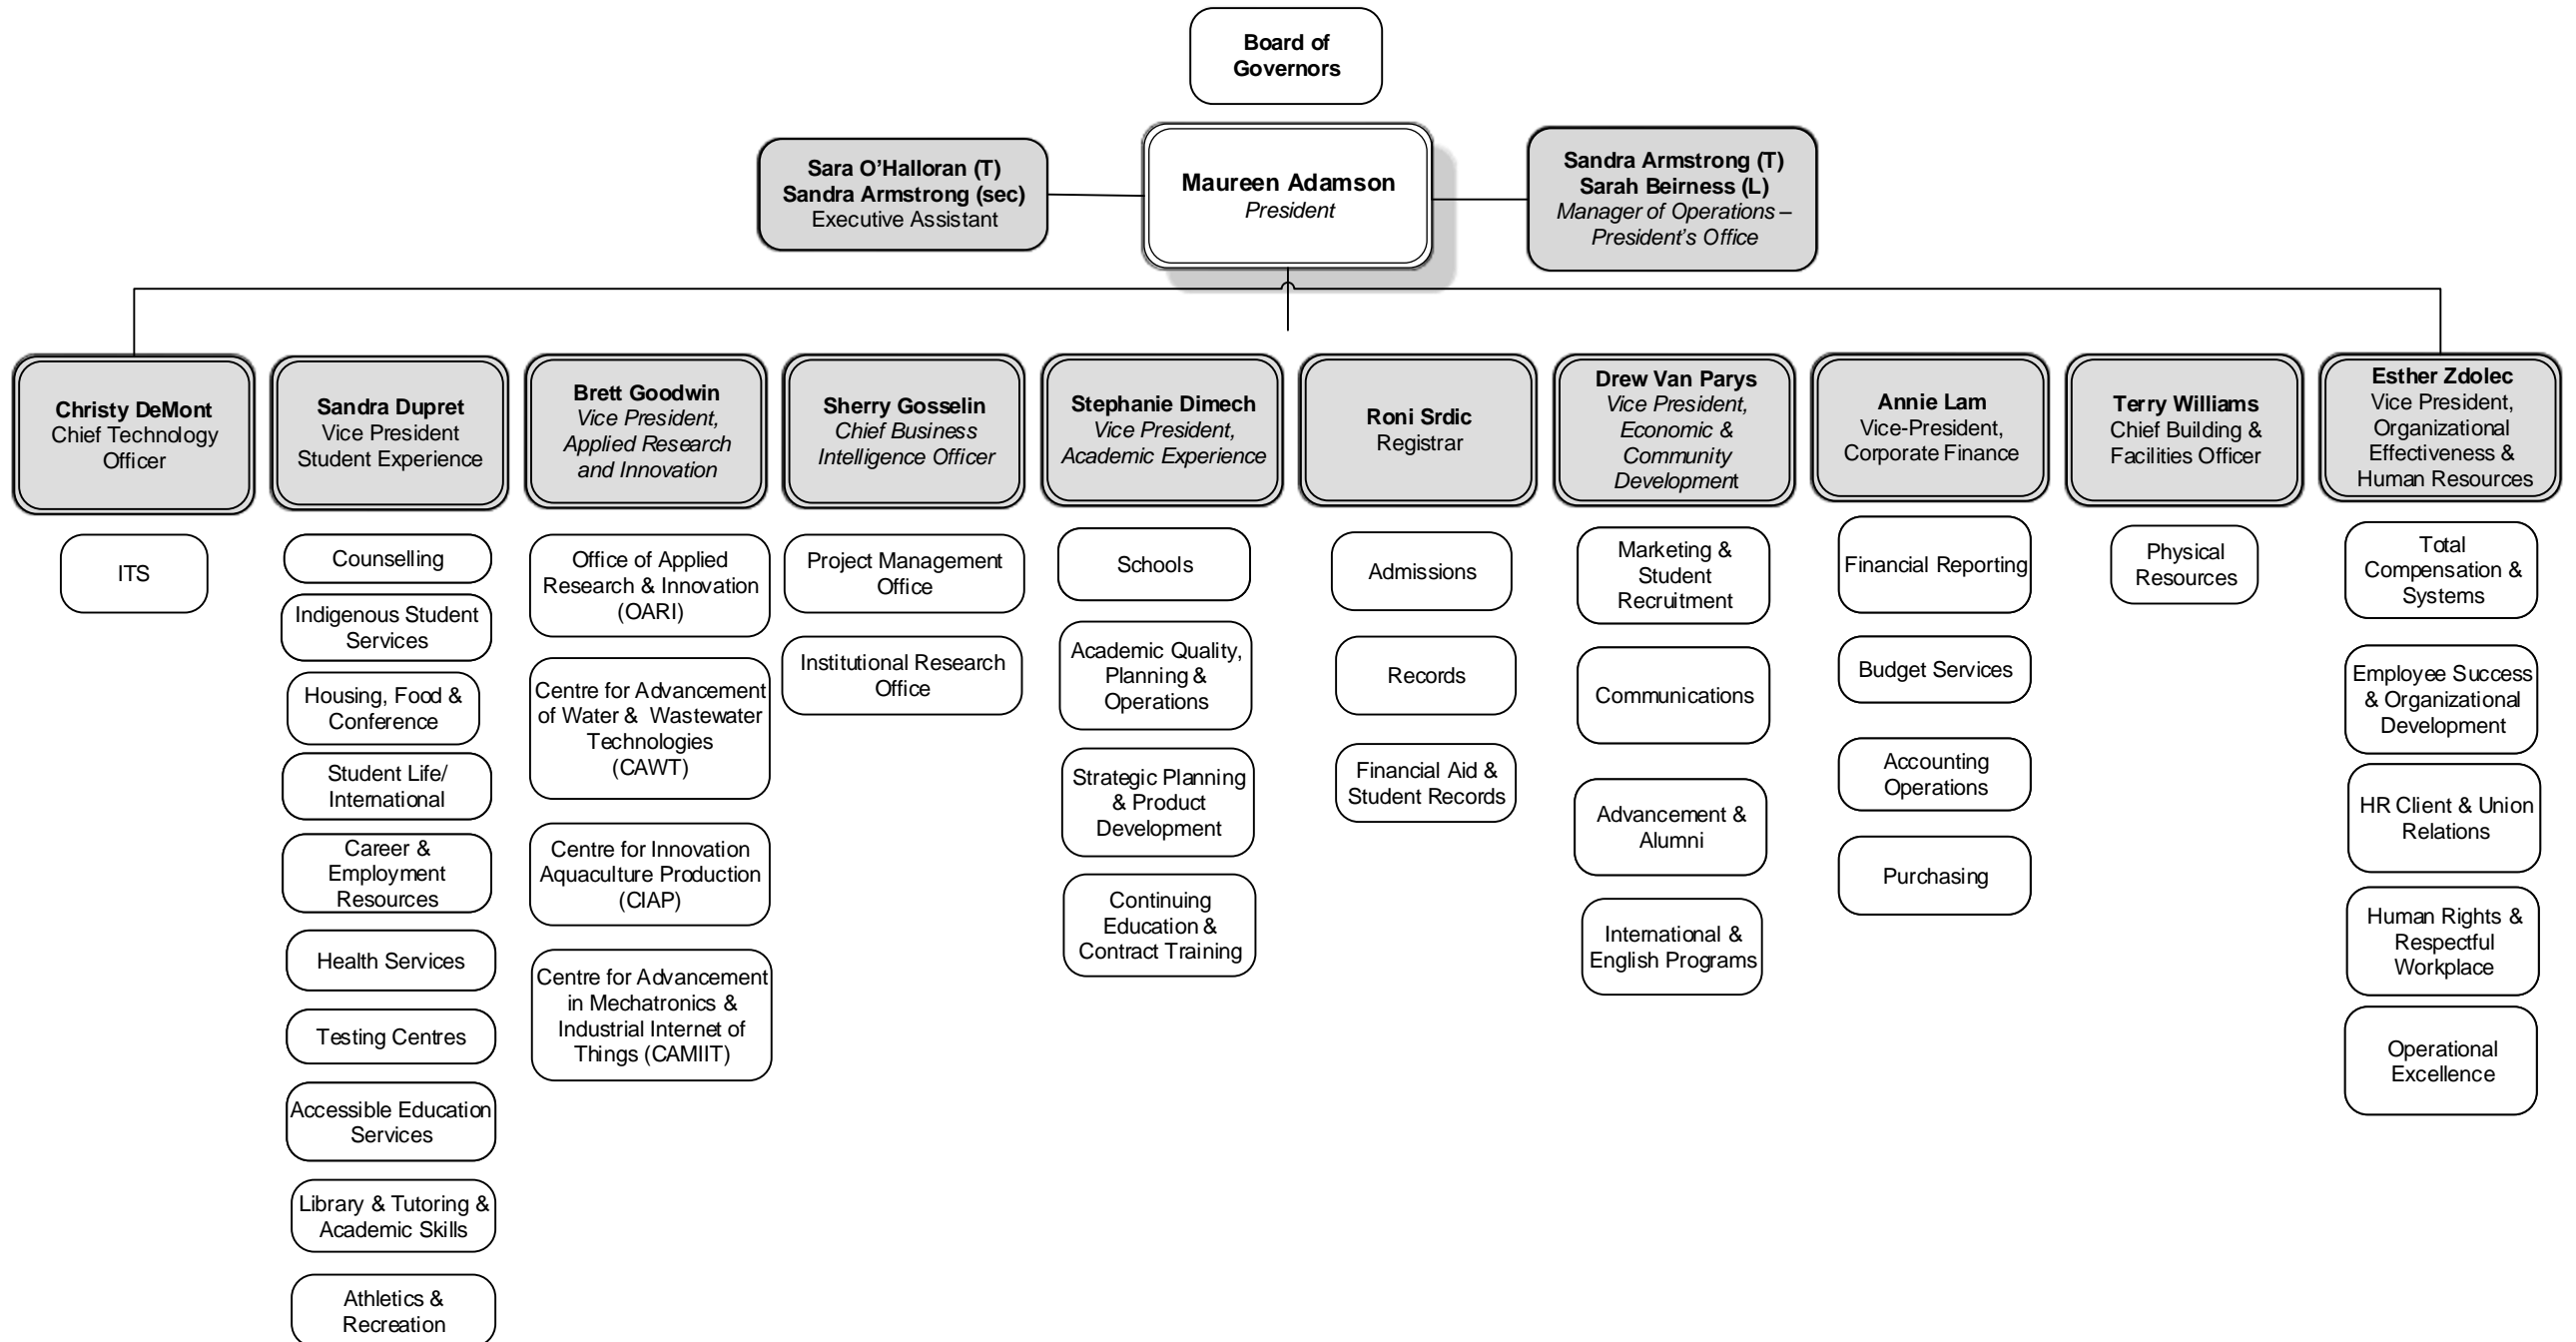 Board of
Governors
Sara O’Halloran (T)
Sandra Armstrong (sec)
Executive Assistant
Maureen Adamson
President
Sandra Armstrong (T)
Sarah Beirness (L)
Manager of Operations –
President’s Office
Christy DeMont
Chief Technology
Officer
ITS
Sandra Dupret
Vice President
Student Experience
Counselling
Indigenous Student
Services
Housing, Food &
Conference
Student Life/
International
Career &
Employment
Resources
Health Services
Testing Centres
Accessible Education
Services
Library & Tutoring &
Academic Skills
Athletics &
Recreation
Brett Goodwin
Vice President,
Applied Research
and Innovation
Office of Applied
Research & Innovation
(OARI)
Centre for Advancement
of Water & Wastewater
Technologies
(CAWT)
Centre for Innovation
Aquaculture Production
(CIAP)
Centre for Advancement
in Mechatronics &
Industrial Internet of
Things (CAMIIT)
Sherry Gosselin
Chief Business
Intelligence Officer
Project Management
Office
Institutional Research
Office
Stephanie Dimech
Vice President,
Academic Experience
Schools
Academic Quality,
Planning &
Operations
Strategic Planning
& Product
Development
Continuing
Education &
Contract Training
Roni Srdic
Registrar
Admissions
Records
Financial Aid &
Student Records
Drew Van Parys
Vice President,
Economic &
Community
Development
Marketing &
Student
Recruitment
Communications
Advancement &
Alumni
International &
English Programs
Annie Lam
Vice-President,
Corporate Finance
Financial Reporting
Budget Services
Accounting
Operations
Purchasing
Terry Williams
Chief Building &
Facilities Officer
Physical
Resources
Esther Zdolec
Vice President,
Organizational
Effectiveness &
Human Resources
Total
Compensation &
Systems
Employee Success
& Organizational
Development
HR Client & Union
Relations
Human Rights &
Respectful
Workplace
Operational
Excellence